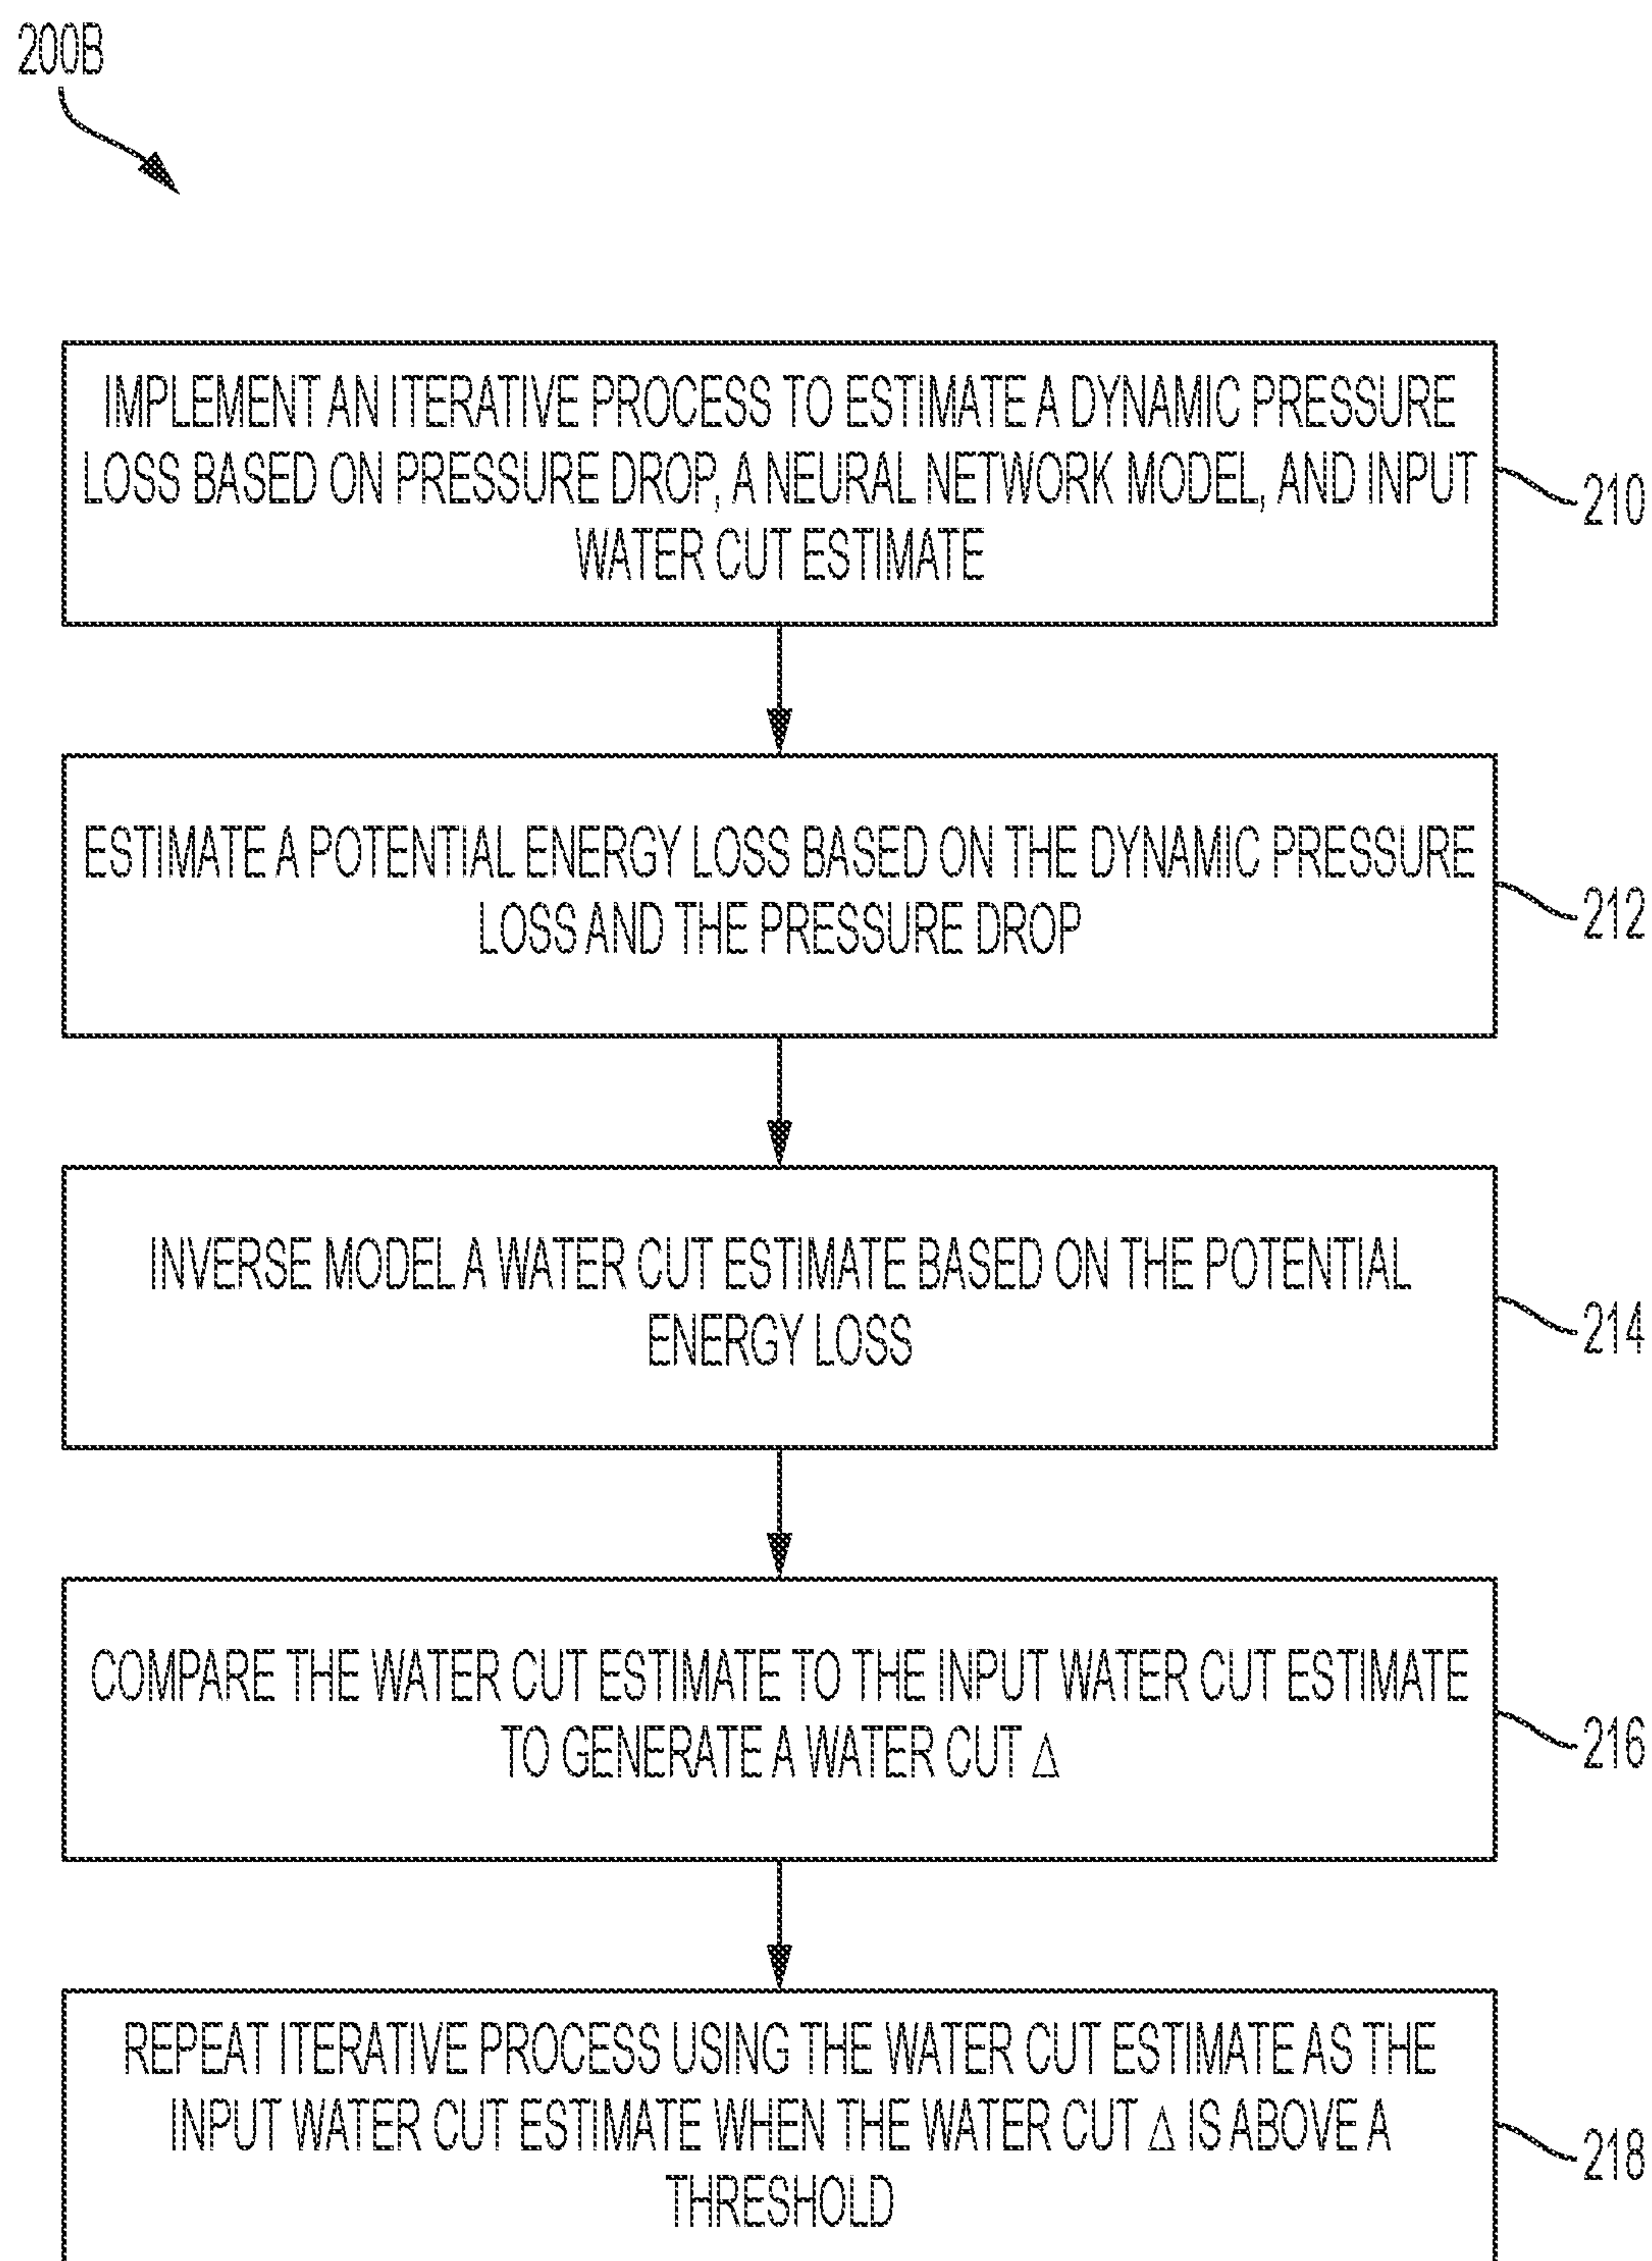 200B
IMPLEMENT AN ITERATIVE PROCESS TO ESTIMATE A DYNAMIC PRESSURE
LOSS BASED ON PRESSURE DROP, A NEURAL NETWORK MODEL, AND INPUT
WATER CUT ESTIMATE
210
ESTIMATE A POTENTIAL ENERGY LOSS BASED ON THE DYNAMIC PRESSURE
LOSS AND THE PRESSURE DROP
212
INVERSE MODEL A WATER CUT ESTIMATE BASED ON THE POTENTIAL
ENERGY LOSS
214
COMPARE THE WATER CUT ESTIMATE TO THE INPUT WATER CUT ESTIMATE
TO GENERATE A WATER CUT Δ
216
REPEAT ITERATIVE PROCESS USING THE WATER CUT ESTIMATE AS THE
INPUT WATER CUT ESTIMATE WHEN THE WATER CUT Δ IS ABOVE A
THRESHOLD
218